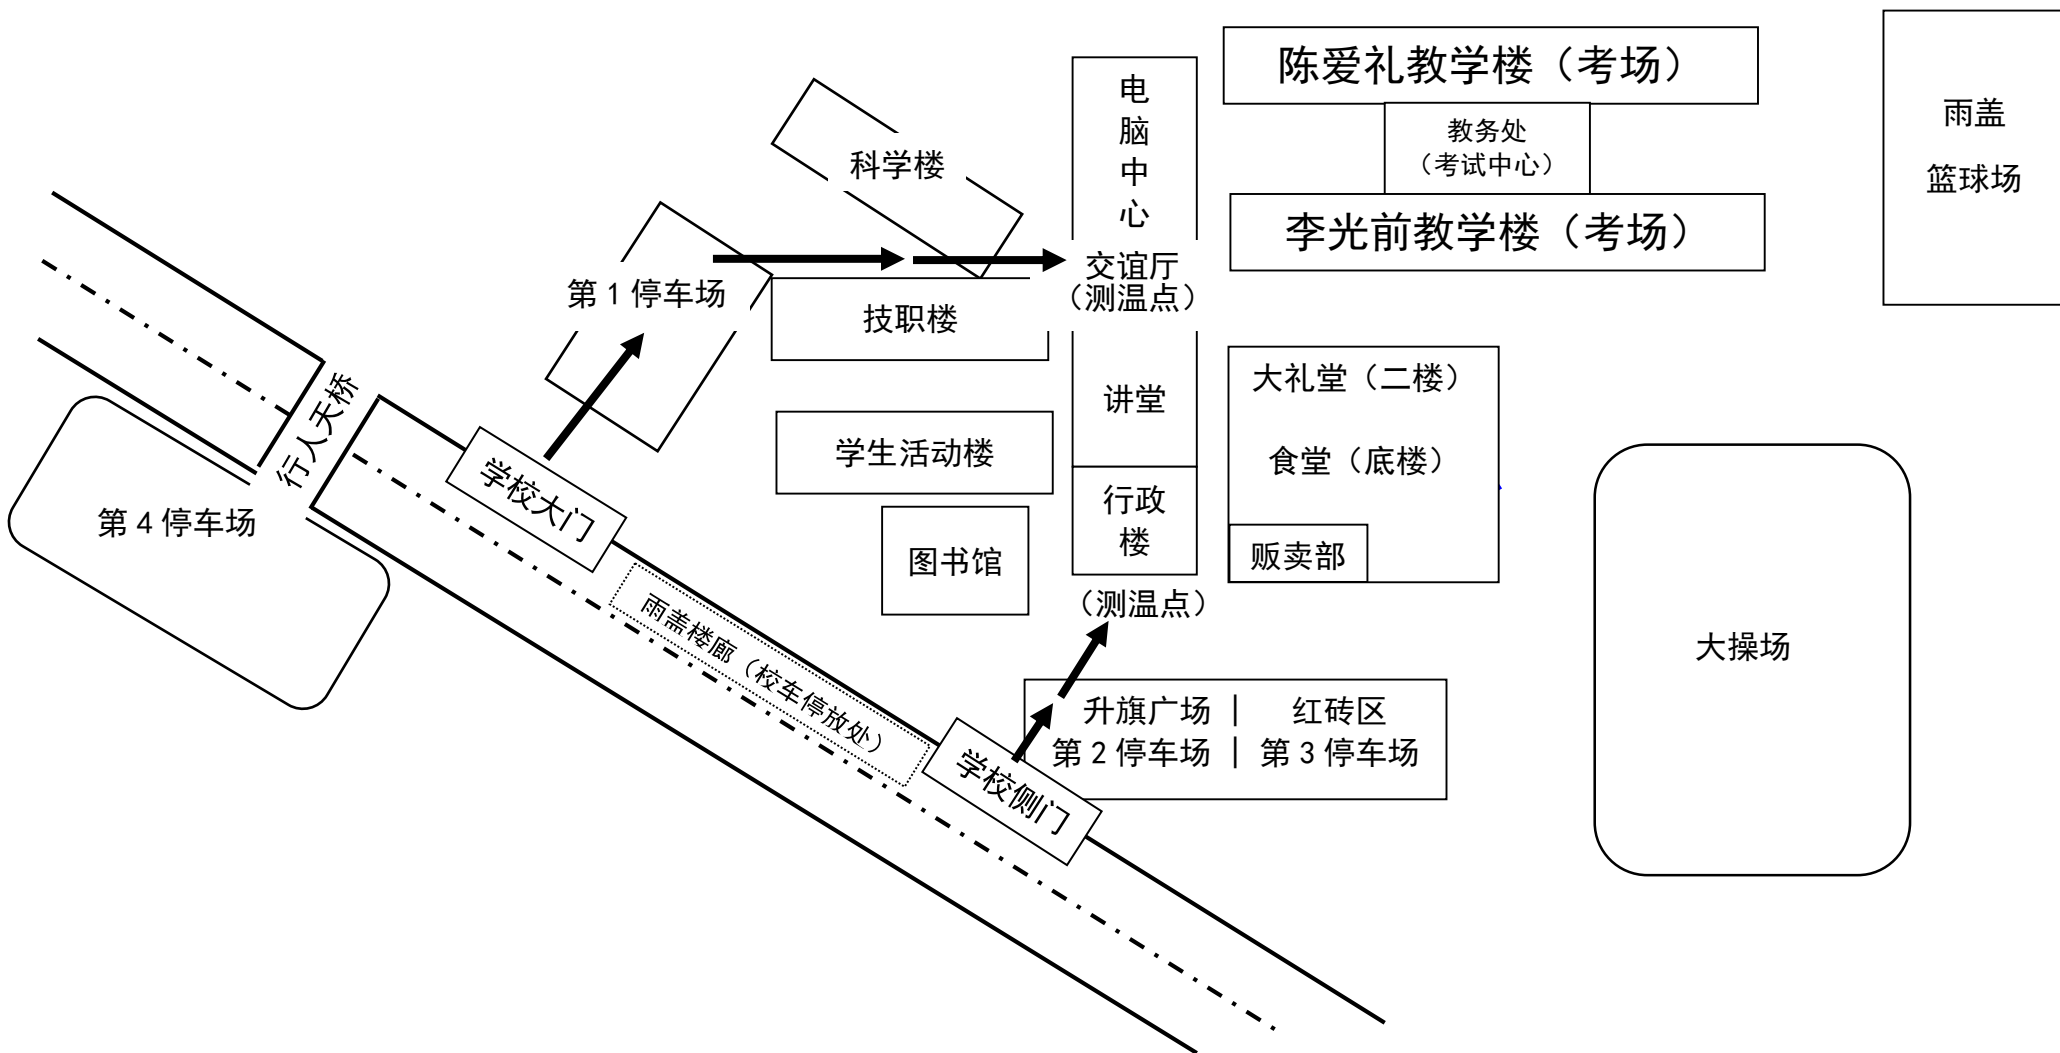 陈爱礼教学楼（考场）
教务处
（考试中心）
李光前教学楼（考场）
雨盖
篮球场
电
脑
中
心
科学楼
交谊厅
（测温点）
第 1 停车场
技职楼
讲堂
大礼堂（二楼）
食堂（底楼）
贩卖部
行人天桥
学生活动楼
学校大门
行政
楼
第 4 停车场
图书馆
（测温点）
雨盖楼廊（校车停放处）
大操场
升旗广场 | 红砖区
第 2 停车场 | 第 3 停车场
学校侧门